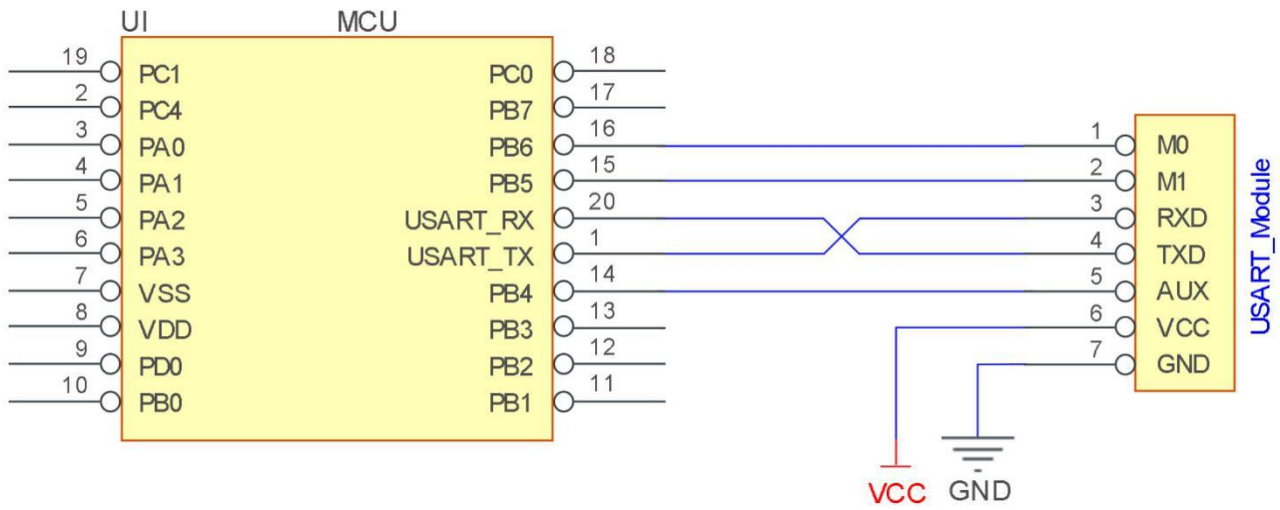 UI MCU
19 PC1 PC0 18
2 PC4 PB7 17
3 PA0 PB6 16 1 M0
4 PA1 PB5 15 2 M1
5 PA2 USART_RX 20 3 RXD
6 PA3 USART_TX 1 4 TXD
7 VSS PB4 14 5 AUX
8 VDD PB3 13 6 VCC
9 PD0 PB2 12 7 GND
10 PB0 PB1 11
USART_Module
VCC GND